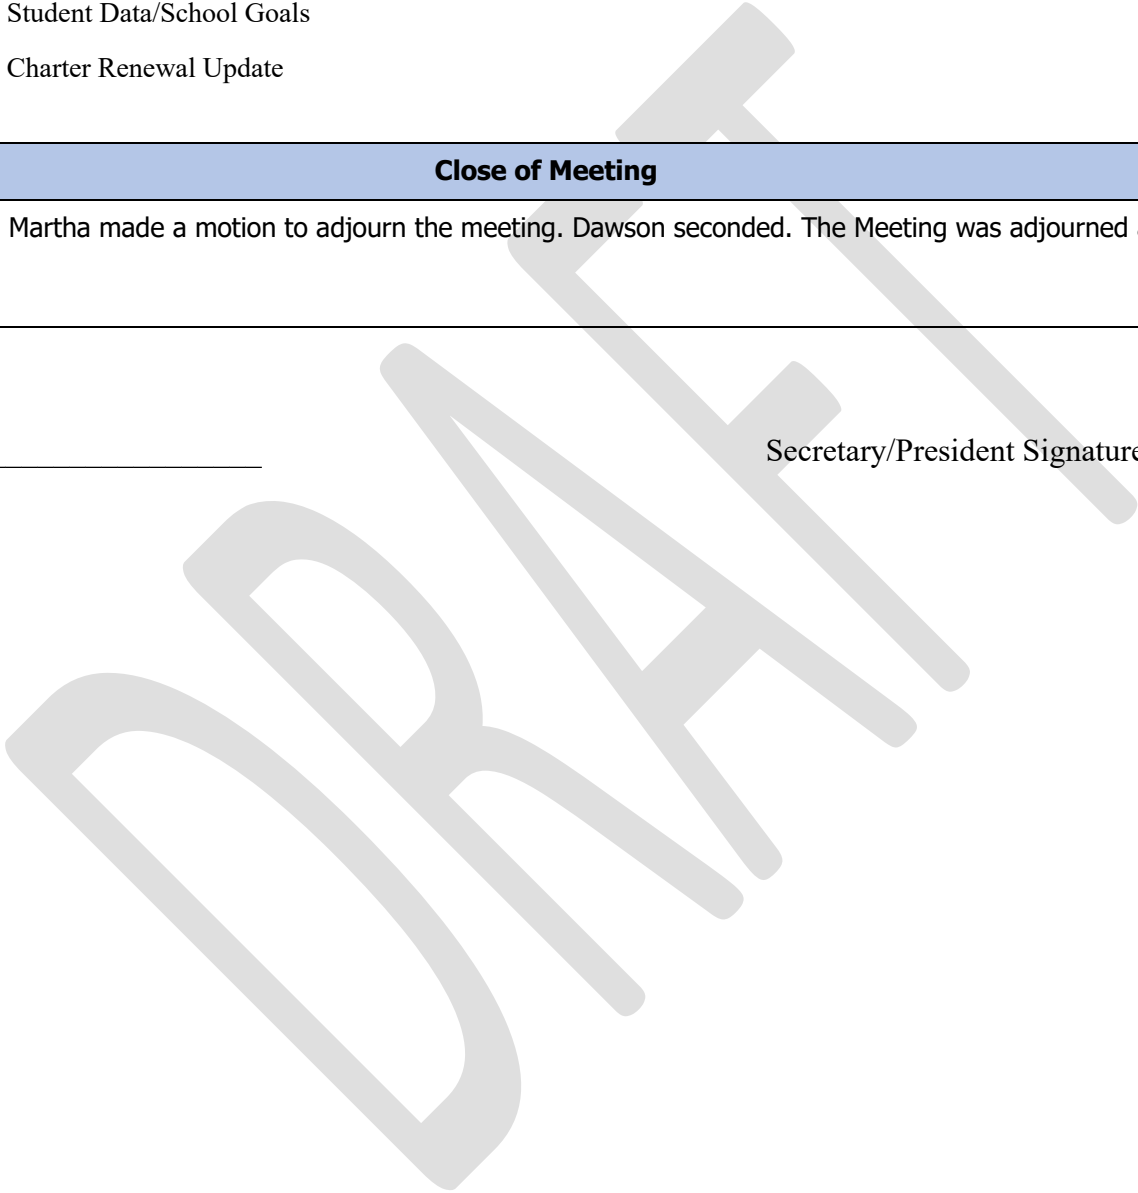 Student Data/School Goals
Charter Renewal Update
Close of Meeting
Martha made a motion to adjourn the meeting. Dawson seconded. The Meeting was adjourned
Secretary/President Signature
DRAFT